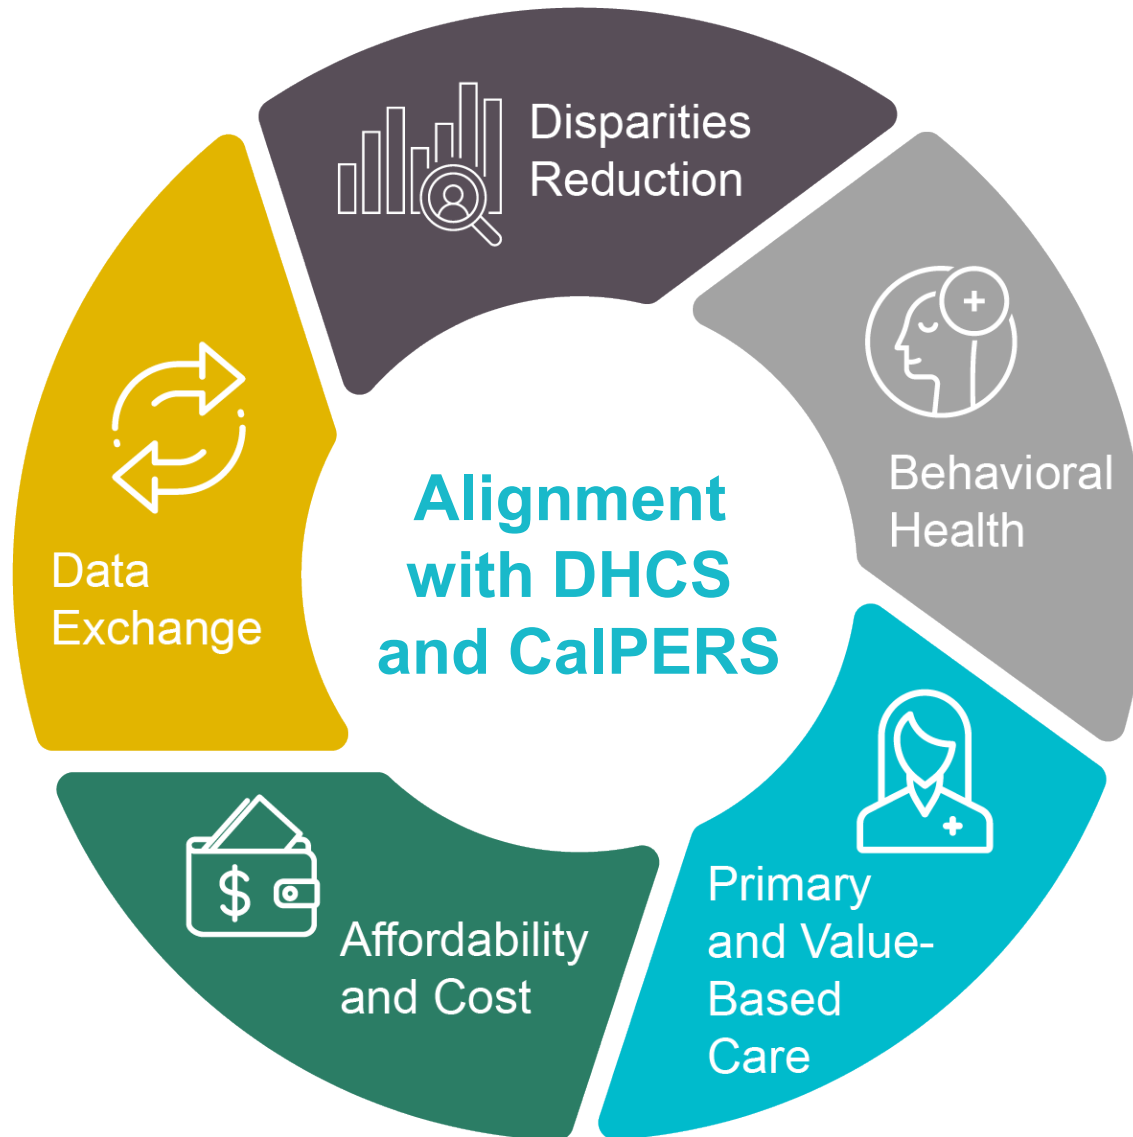 Disparities
Reduction
Behavioral
Health
Primary
and Value-
Based
Care
Affordability
and Cost
$
Data
Exchange
Alignment
with DHCS
and CalPERS